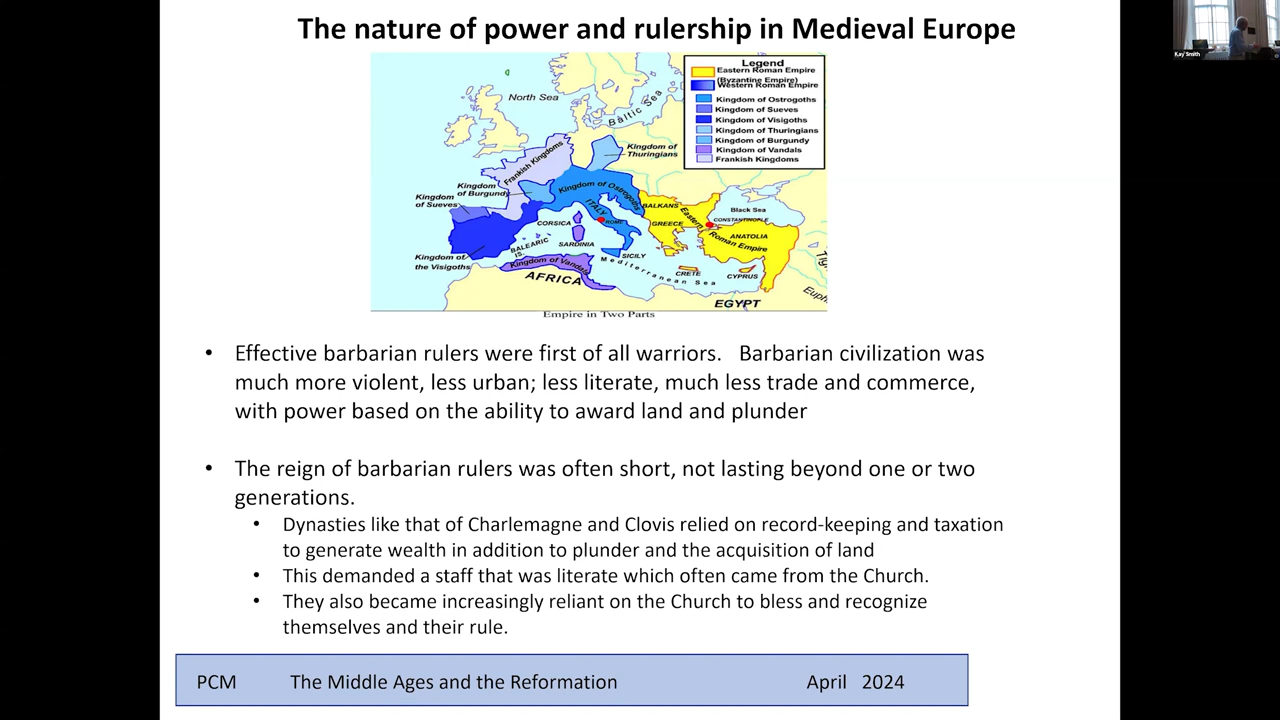 The nature of power and rulership in Medieval Europe
Kay Smith
Legend
Eastern Roman Empire
(Byzantine Empire)
Western Roman Empire
Kingdom of Ostrogoths
Kingdom of Sueves
Kingdom of Visigoths
Kingdom of Thuringians
Kingdom of Burgundy
Kingdom of Vandals
Frankish Kingdoms
North Sea
Baltic Sea
Kingdom of
Thuringians
Frankish Kingdoms
Kingdom
of Burgundy
Kingdom
of Sueves
Kingdom of Ostrogoths
ITALY
ROME
BALKANS
GREECE
Eastern
Roman Empire
Black Sea
CONSTANTINOPLE
ANATOLIA
CORSICA
SARDINIA
BALEARIC
IS.
SICILY
Mediterranean Sea
CRETE
CYPRUS
Kingdom of
the Visigoths
Kingdom of Vandals
AFRICA
EGYPT
Tig
Euph
Empire in Two Parts
• Effective barbarian rulers were first of all warriors. Barbarian civilization was
much more violent, less urban; less literate, much less trade and commerce,
with power based on the ability to award land and plunder
• The reign of barbarian rulers was often short, not lasting beyond one or two
generations.
• Dynasties like that of Charlemagne and Clovis relied on record-keeping and taxation
to generate wealth in addition to plunder and the acquisition of land
• This demanded a staff that was literate which often came from the Church.
• They also became increasingly reliant on the Church to bless and recognize
themselves and their rule.
PCM The Middle Ages and the Reformation April 2024